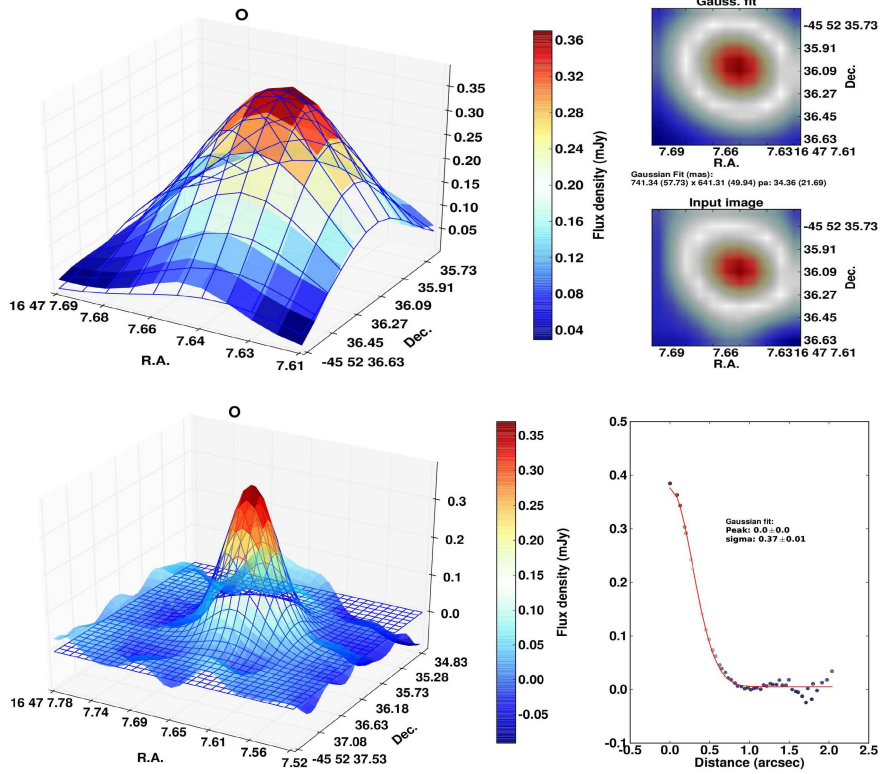 O
0.35
0.30
0.25
0.20
0.15
0.10
0.05
16 47 7.69
7.68
7.66
7.64
7.63
7.61
R.A.
35.73
35.91
36.09
36.27
36.45
-45 52 36.63
Dec.
0.36
0.32
0.28
0.24
0.20
0.16
0.12
0.08
0.04
Flux density (mJy)
Gauss. fit
-45 52 35.73
35.91
36.09
36.27
36.63
Dec.
7.69
7.66
7.63
16 47 7.61
R.A.
Gaussian Fit (mas):
741.34 (57.73) x 641.31 (49.94) pa: 34.36 (21.69)
Input image
-45 52 35.73
35.91
36.09
36.27
36.45
36.63
Dec.
7.69
7.66
7.63
16 47 7.61
R.A.
O
0.3
0.2
0.1
0.0
16 47 7.78
7.74
7.69
7.65
7.61
7.56
7.52
R.A.
34.83
35.28
35.73
36.18
36.63
37.08
-45 52 37.53
Dec.
0.35
0.30
0.25
0.20
0.15
0.10
0.05
0.00
-0.05
Flux density (mJy)
0.5
0.4
0.3
0.2
0.1
0.0
-0.1
Gaussian fit:
Peak: 0.0±0.0
sigma: 0.37±0.01
-0.5
0.0
0.5
1.0
1.5
2.0
2.5
Distance (arcsec)